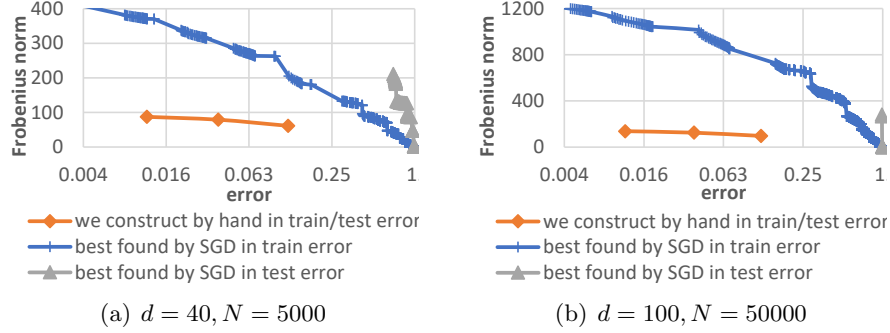 Frobenius norm
400
300
200
100
0
0.004 0.016 0.063 0.25 1.
error
we construct by hand in train/test error
best found by SGD in train error
best found by SGD in test error
(a) d = 40, N = 5000
Frobenius norm
1200
800
400
0
0.004 0.016 0.063 0.25 1.
error
we construct by hand in train/test error
best found by SGD in train error
best found by SGD in test error
(b) d = 100, N = 50000